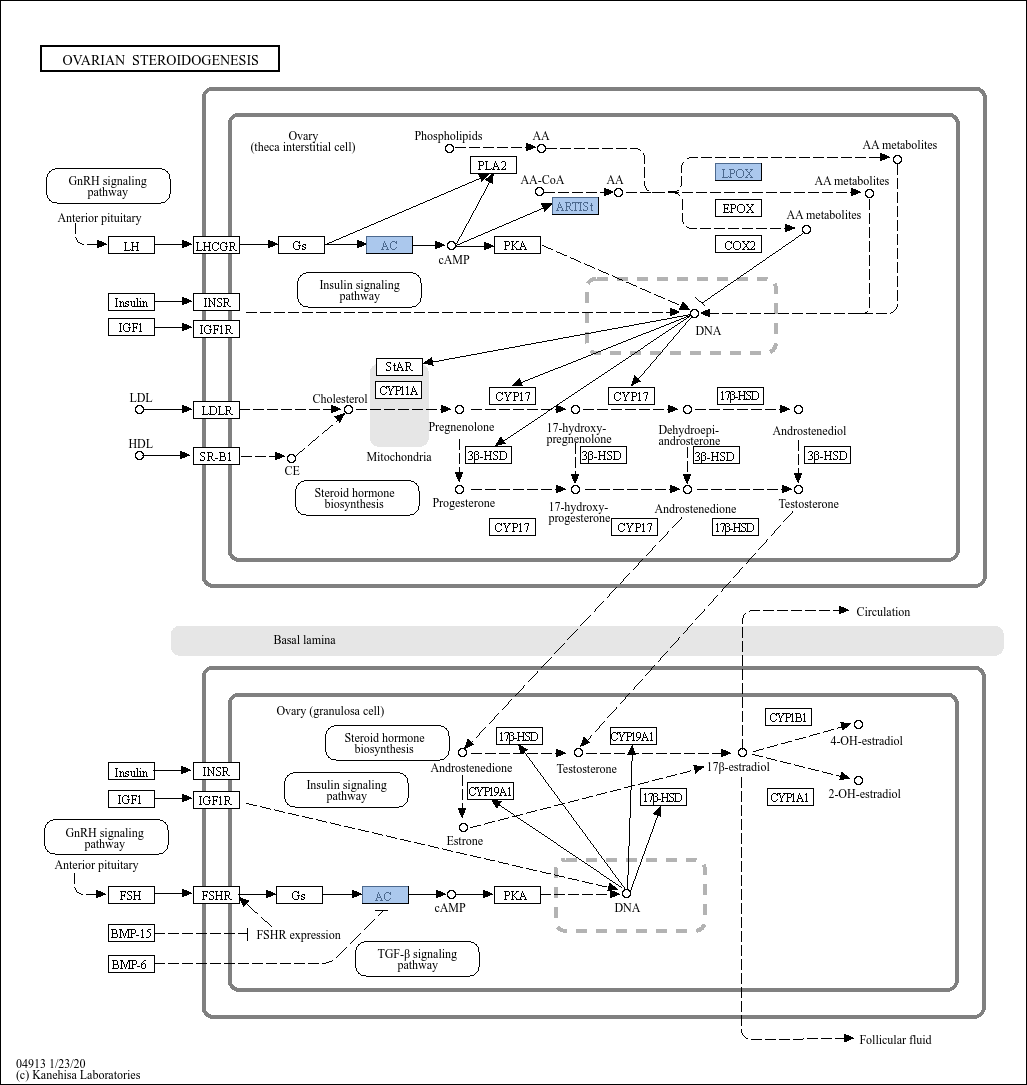 OVARIAN STEROIDOGENESIS
Ovary
(theca interstitial cell)
Phospholipids
AA
PLA2
AA-CoA
AA
ARTISt
LPOX
EPOX
COX2
AA metabolites
AA metabolites
AA metabolites
GnRH signaling
pathway
Anterior pituitary
LH
LHCGR
Gs
AC
cAMP
PKA
Insulin signaling
pathway
Insulin
INSR
IGF1
IGF1R
DNA
StAR
CYP11A
Mitochondria
LDL
LDLR
HDL
SR-B1
CE
Cholesterol
Steroid hormone
biosynthesis
CYP17
CYP17
17β-HSD
Pregnenolone
17-hydroxy-
pregnenolone
Dehydroepi-
androsterone
Androstenediol
3β-HSD
3β-HSD
3β-HSD
3β-HSD
Progesterone
17-hydroxy-
progesterone
Androstenedione
Testosterone
CYP17
CYP17
17β-HSD
Circulation
Basal lamina
Ovary (granulosa cell)
Steroid hormone
biosynthesis
17β-HSD
CYP19A1
CYP1B1
4-OH-estradiol
Androstenedione
Testosterone
17β-estradiol
2-OH-estradiol
CYP1A1
Insulin
INSR
IGF1
IGF1R
Insulin signaling
pathway
CYP19A1
17β-HSD
Estrone
GnRH signaling
pathway
Anterior pituitary
FSH
FSHR
Gs
AC
cAMP
PKA
DNA
BMP-15
FSHR expression
BMP-6
TGF-β signaling
pathway
Follicular fluid
04913 1/23/20
(c) Kanehisa Laboratories